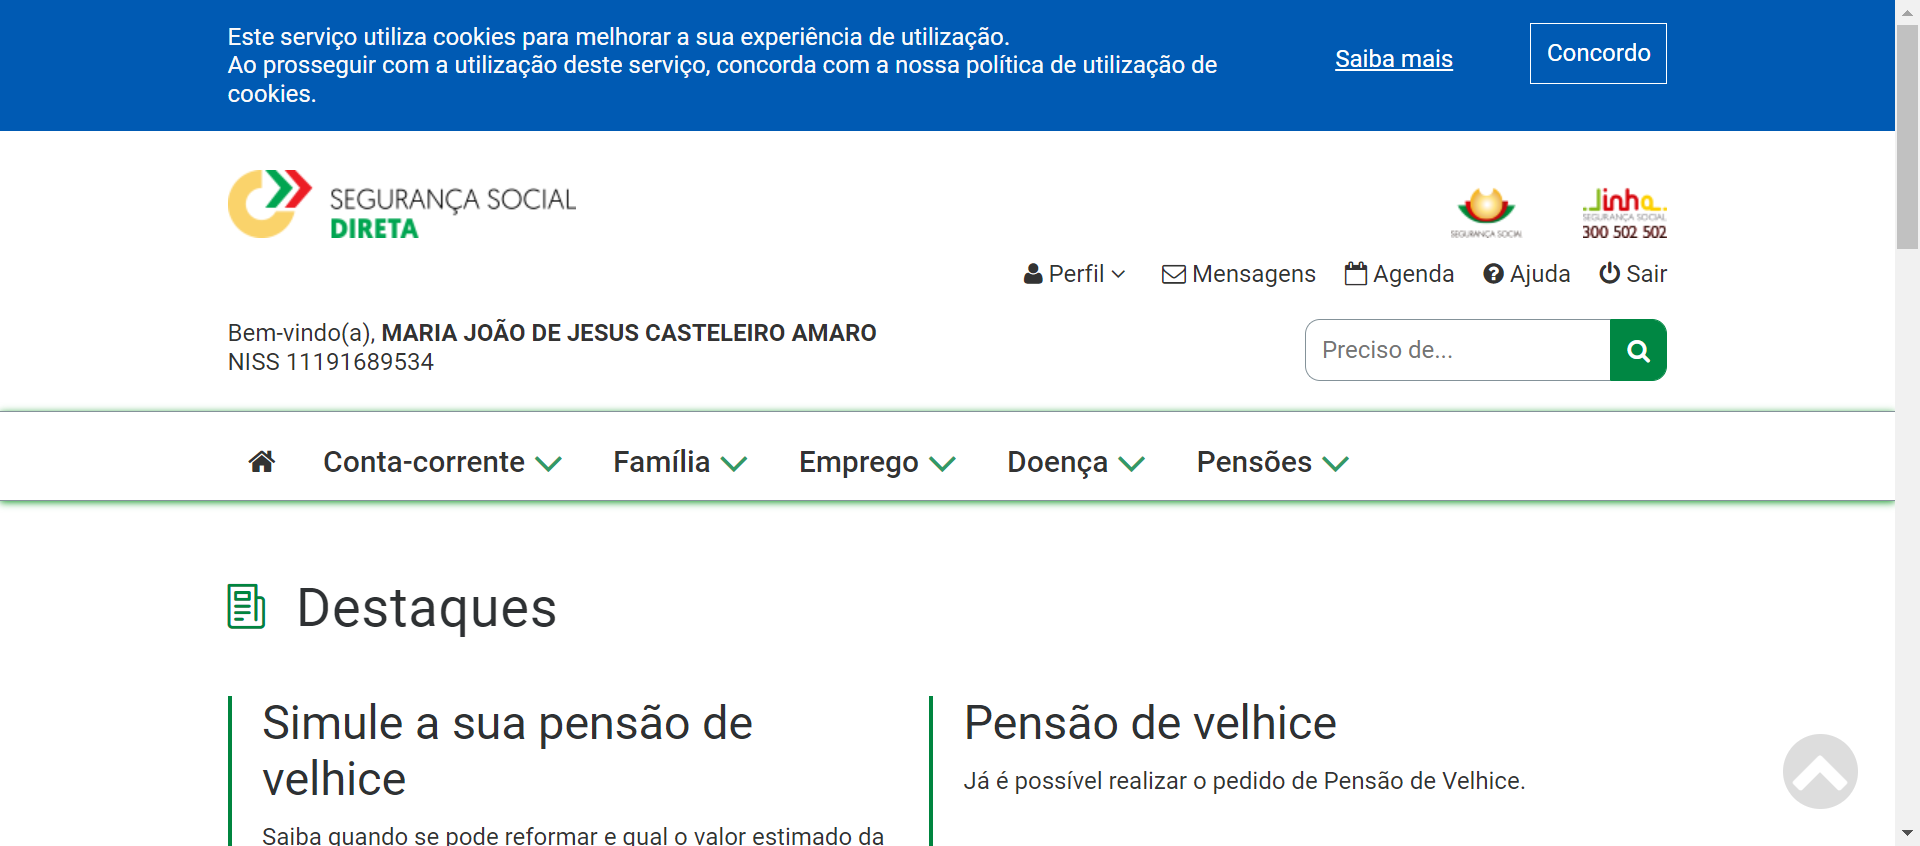 Este serviço utiliza cookies para melhorar a sua experiência de utilização.
Ao prosseguir com a utilização deste serviço, concorda com a nossa política de utilização de
cookies.
Saiba mais
Concordo
SEGURANÇA SOCIAL
DIRETA
SEGURANÇA SOCIAL
Linha
SEGURANÇA SOCIAL
300 502 502
Perfil
Mensagens
Agenda
Ajuda
Sair
Bem-vindo(a), MARIA JOÃO DE JESUS CASTELEIRO AMARO
NISS 11191689534
Preciso de...
Conta-corrente
Família
Emprego
Doença
Pensões
Destaques
Simule a sua pensão de
velhice
Saiba quando se pode reformar e qual o valor estimado da
Pensão de velhice
Já é possível realizar o pedido de Pensão de Velhice.